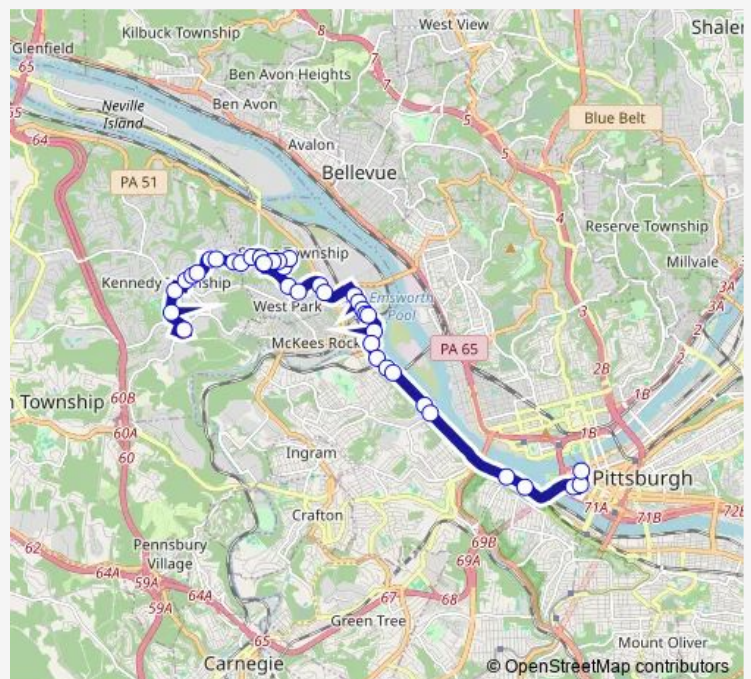 Kilbuck Township
8
West View
Shaler
Glenfield
65
7
Ben Avon Heights
7
Neville
Island
Ben Avon
65
64
5
Blue Belt
Avalon
5
PA 51
Bellevue
4
Reserve Township
Township
Millvale
Kennedy
West Park
Emsworth
Pool
3A
3
2
McKees Rock
PA 65
2
2B
Township
60B
1B
60A
1B
60
Ingram
Pittsburgh
71A
Crafton
71B
72B
62
69B
Pennsbury
Village
64A
69A
59A
64A
67
68
59A
Green Tree
65
Mount Oliver
Carnegie
© OpenStreetMap contributors